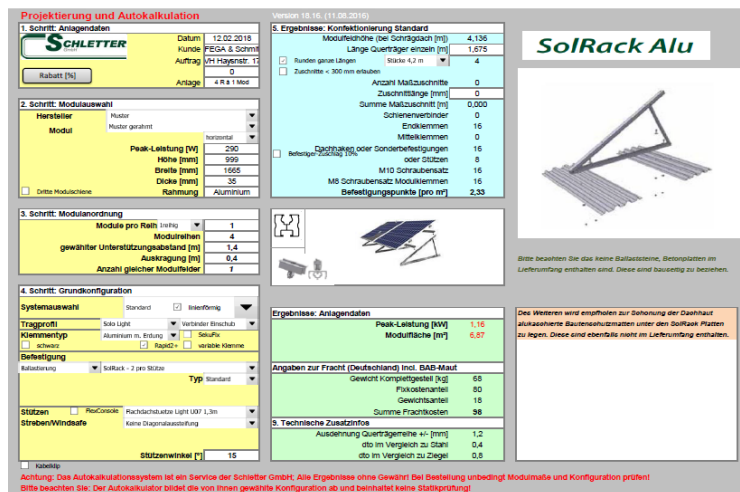 Projektierung und Autokalkulation
Version 18.16. (11.08.2016)
1. Schritt: Anlagendaten
SCHLETTER
GmbH
Datum 12.02.2018
Kunde FEGA & Schmit
Auftrag VH Haysnstr. 17
0
Rabatt [%]
Anlage 4 R à 1 Mod
2. Schritt: Modulauswahl
Hersteller Muster
Modul Muster gerahmt
horizontal
Peak-Leistung [W] 290
Höhe [mm] 999
Breite [mm] 1665
Dicke [mm] 35
Dritte Modulschiene Rahmung Aluminium
3. Schritt: Modulanordnung
Module pro Reih 1reihig 1
Modulreihen 4
gewählter Unterstützungsabstand [m] 1,4
Auskragung [m] 0,4
Anzahl gleicher Modulfelder 1
4. Schritt: Grundkonfiguration
Systemauswahl Standard linienförmig
Tragprofil Solo Light Verbinder Einschub
Klemmentyp Aluminium m. Erdung SekuFix
schwarz Rapid2+ variable Klemme
Befestigung
Ballastierung SolRack - 2 pro Stütze
Typ Standard
Stützen FlexConsole Flachdachstuetze Light U07 1,3m
Streben/Windsafe Keine Diagonalaussteifung
Stützenwinkel [°] 15
Kabelklip
5. Ergebnisse: Konfektionierung Standard
Modulfeldhöhe (bei Schrägdach [m]) 4,136
Länge Querträger einzeln [m] 1,675
Runden ganze Längen Stücke 4,2 m 4
Zuschnitte < 300 mm erlauben
Anzahl Maßzuschnitte 0
Zuschnittlänge [mm] 0
Summe Maßzuschnitt [m] 0,000
Schienenverbinder 0
Endklemmen 16
Mittelklemmen 0
Dachhaken oder Sonderbefestigungen 16
Befestiger-Zuschlag 10% oder Stützen 8
M10 Schraubensatz 16
M8 Schraubensatz Modulklemmen 16
Befestigungspunkte [pro m²] 2,33
Ergebnisse: Anlagendaten
Peak-Leistung [kW] 1,16
Modulfläche [m²] 6,87
Angaben zur Fracht (Deutschland) Incl. BAB-Maut
Gewicht Komplettgestell [kg] 68
Fixkostenanteil 80
Gewichtsanteil 18
Summe Frachtkosten 98
9. Technische Zusatzinfos
Ausdehnung Querträgerreihe +/- [mm] 1,2
dto im Vergleich zu Stahl 0,4
dto im Vergleich zu Ziegel 0,8
SolRack Alu
Bitte beachten Sie das keine Ballaststeine, Betonplatten im
Lieferumfang enthalten sind. Diese sind bauseitig zu beziehen.
Des Weiteren wird empfholen zur Sohonung der Daohhaut
alukasohierte Bautensohutzmatten unter den SolRack Platten
zu legen. Diese sind ebenfalls nicht im Lieferumfang enthalten.
Achtung: Das Autokalkulationssystem ist ein Service der Schletter GmbH; Alle Ergebnisse ohne Gewähr! Bei Bestellung unbedingt Modulmaße und Konfiguration prüfen!
Bitte beachten Sie: Der Autokalkulator bildet die von Ihnen gewählte Konfiguration ab und beinhaltet keine Statikprüfung!